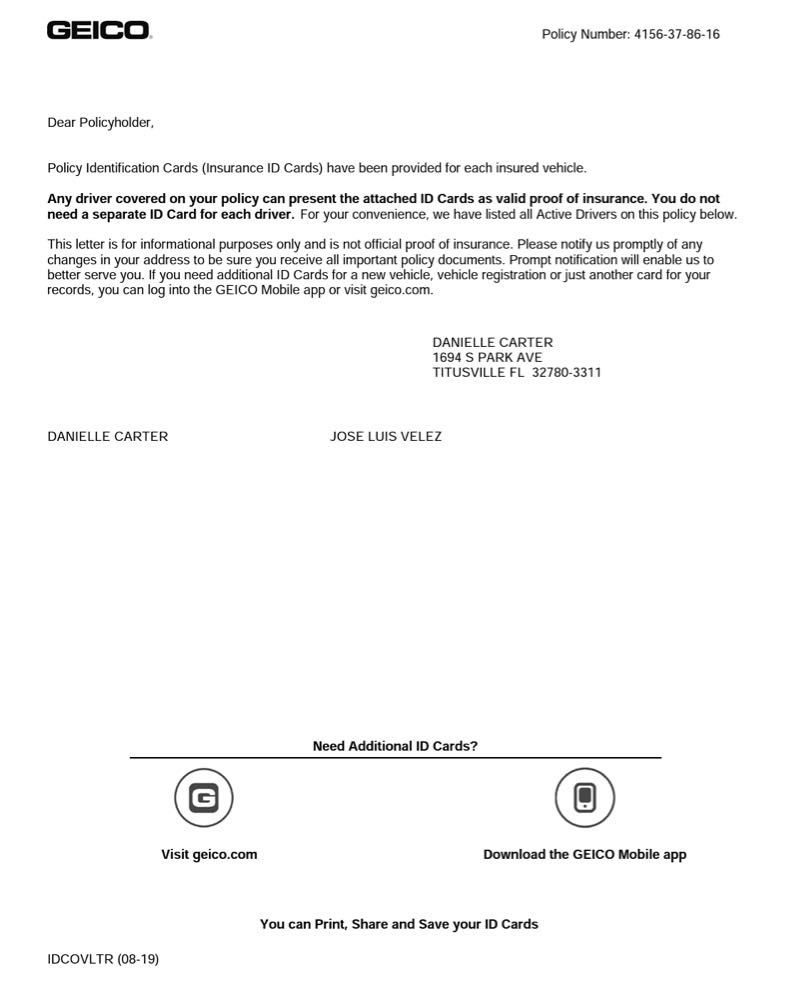 GEICO
Policy Number: 4156-37-86-16
Dear Policyholder,
Policy Identification Cards (Insurance ID Cards) have been provided for each insured vehicle.
Any driver covered on your policy can present the attached ID Cards as valid proof of insurance. You do not
need a separate ID Card for each driver. For your convenience, we have listed all Active Drivers on this policy below.
This letter is for informational purposes only and is not official proof of insurance. Please notify us promptly of any
changes in your address to be sure you receive all important policy documents. Prompt notification will enable us to
better serve you. If you need additional ID Cards for a new vehicle, vehicle registration or just another card for your
records, you can log into the GEICO Mobile app or visit geico.com.
DANIELLE CARTER
1694 S PARK AVE
TITUSVILLE FL 32780-3311
DANIELLE CARTER JOSE LUIS VELEZ
Need Additional ID Cards?
G
Visit geico.com Download the GEICO Mobile app
You can Print, Share and Save your ID Cards
IDCOVLTR (08-19)